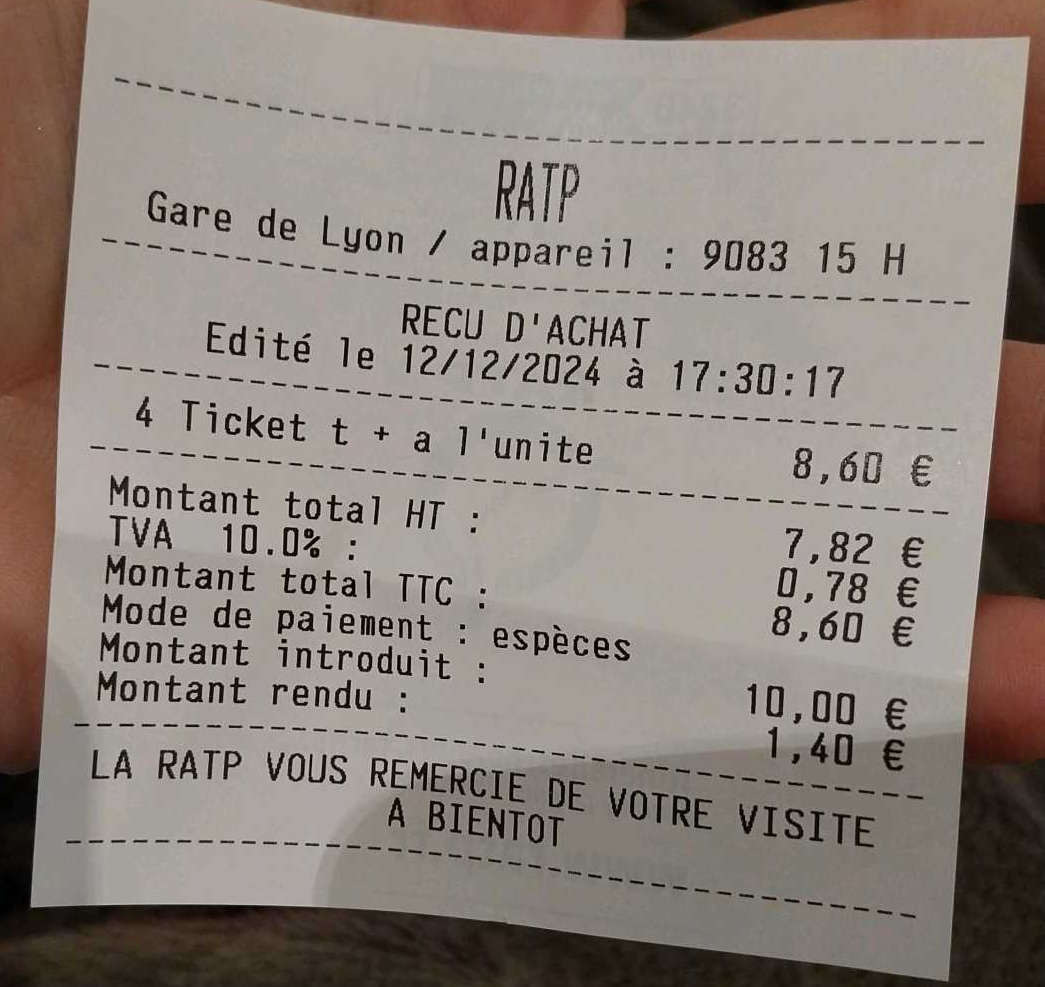 RATP
Gare de Lyon / appareil : 9083 15 H
RECU D'ACHAT
Edité le 12/12/2024 à 17:30:17
4 Ticket t + a l'unite 8,60 €
Montant total HT : 7,82 €
TVA 10.0% : 0,78 €
Montant total TTC : 8,60 €
Mode de paiement : espèces
Montant introduit : 10,00 €
Montant rendu : 1,40 €
LA RATP VOUS REMERCIE DE VOTRE VISITE
A BIENTOT